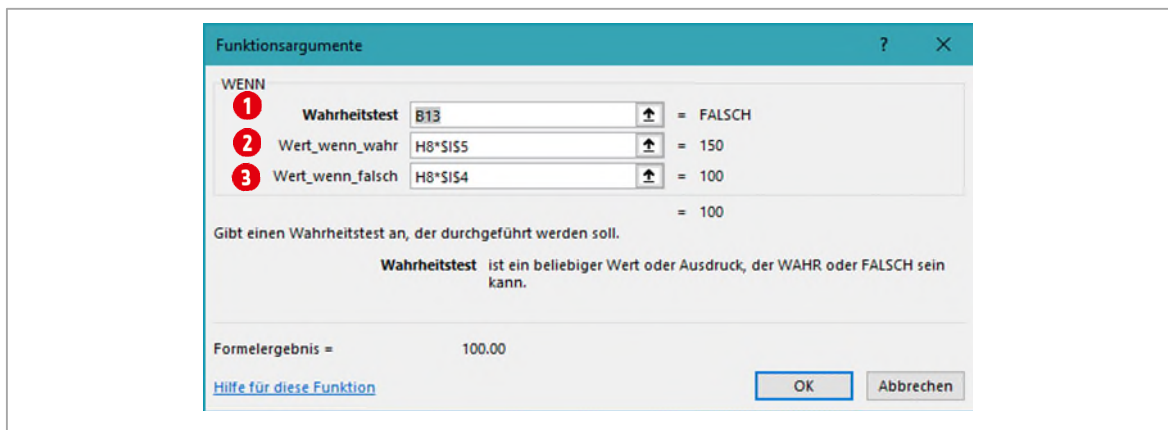 Funktionsargumente ? ×
WENN
1 Wahrheitstest B13 = FALSCH
2 Wert_wenn_wahr H8*$I$5 = 150
3 Wert_wenn_falsch H8*$I$4 = 100
= 100
Gibt einen Wahrheitstest an, der durchgeführt werden soll.
Wahrheitstest ist ein beliebiger Wert oder Ausdruck, der WAHR oder FALSCH sein
kann.
Formelergebnis = 100.00
Hilfe für diese Funktion OK Abbrechen